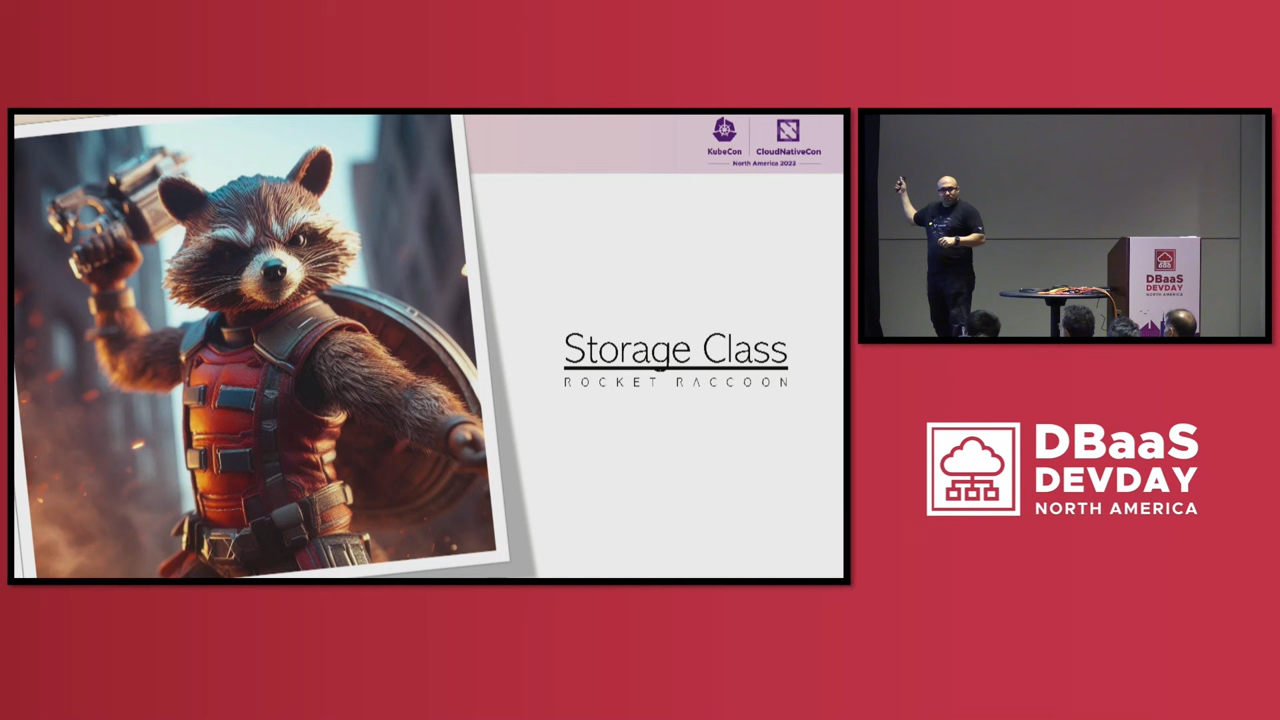 KubeCon
CloudNativeCon
North America 2023
Storage Class
ROCKET RACCOON
DBaaS
DEVDAY
NORTH AMERICA
DBaaS
DEVDAY
NORTH AMERICA